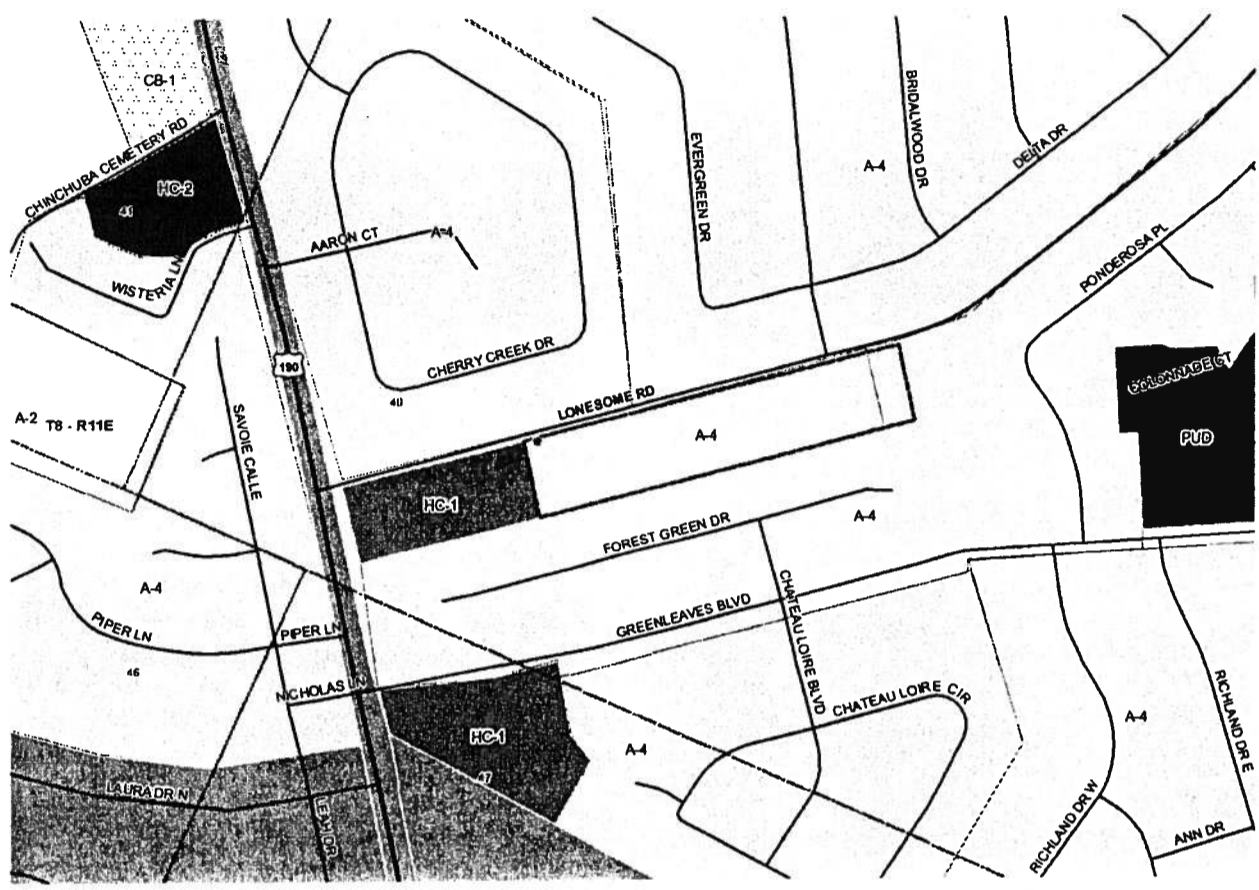 CB-1
CHINCHUBA CEMETERY RD
HC-2
41
WISTERIA LN
AARON CT
A-4
CHERRY CREEK DR
40
EVERGREEN DR
BRIDALWOOD DR
A-4
DELTA DR
PONDEROSA PL
COLONNADE CT
PUD
190
LONESOME RD
A-2
T8 - R11E
SAVOIE CALLE
HC-1
A-4
FOREST GREEN DR
A-4
A-4
PIPER LN
PIPER LN
46
NICHOLAS
GREENLEAVES BLVD
CHATEAU LOIRE BLVD
CHATEAU LOIRE CIR
HC-1
47
A-4
A-4
RICHLAND DR E
RICHLAND DR W
ANN DR
LAURA DR N
LEAH DR